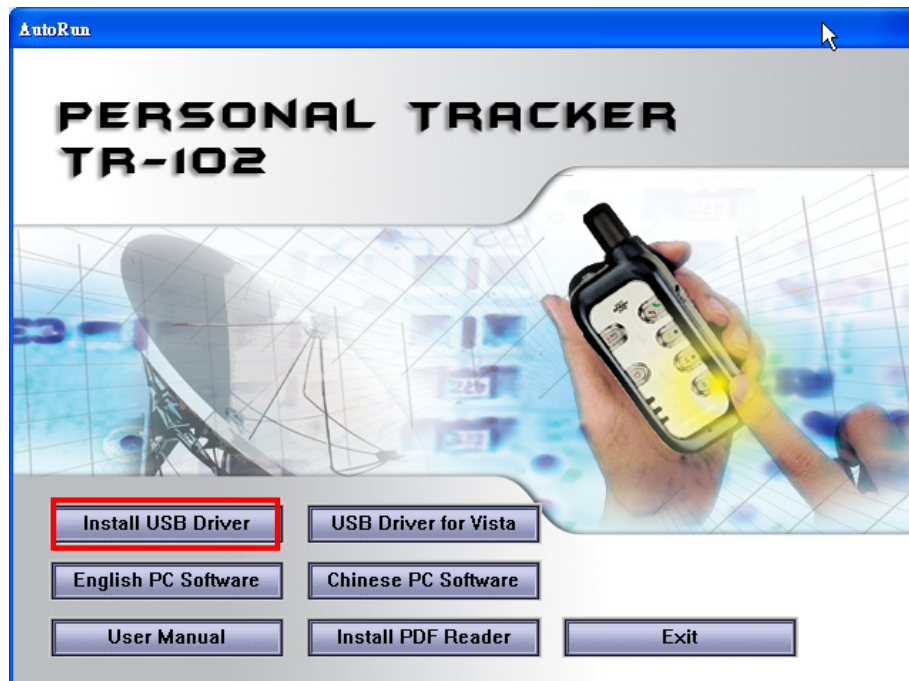 AutoRun
PERSONAL TRACKER
TR-102
Install USB Driver
USB Driver for Vista
English PC Software
Chinese PC Software
User Manual
Install PDF Reader
Exit